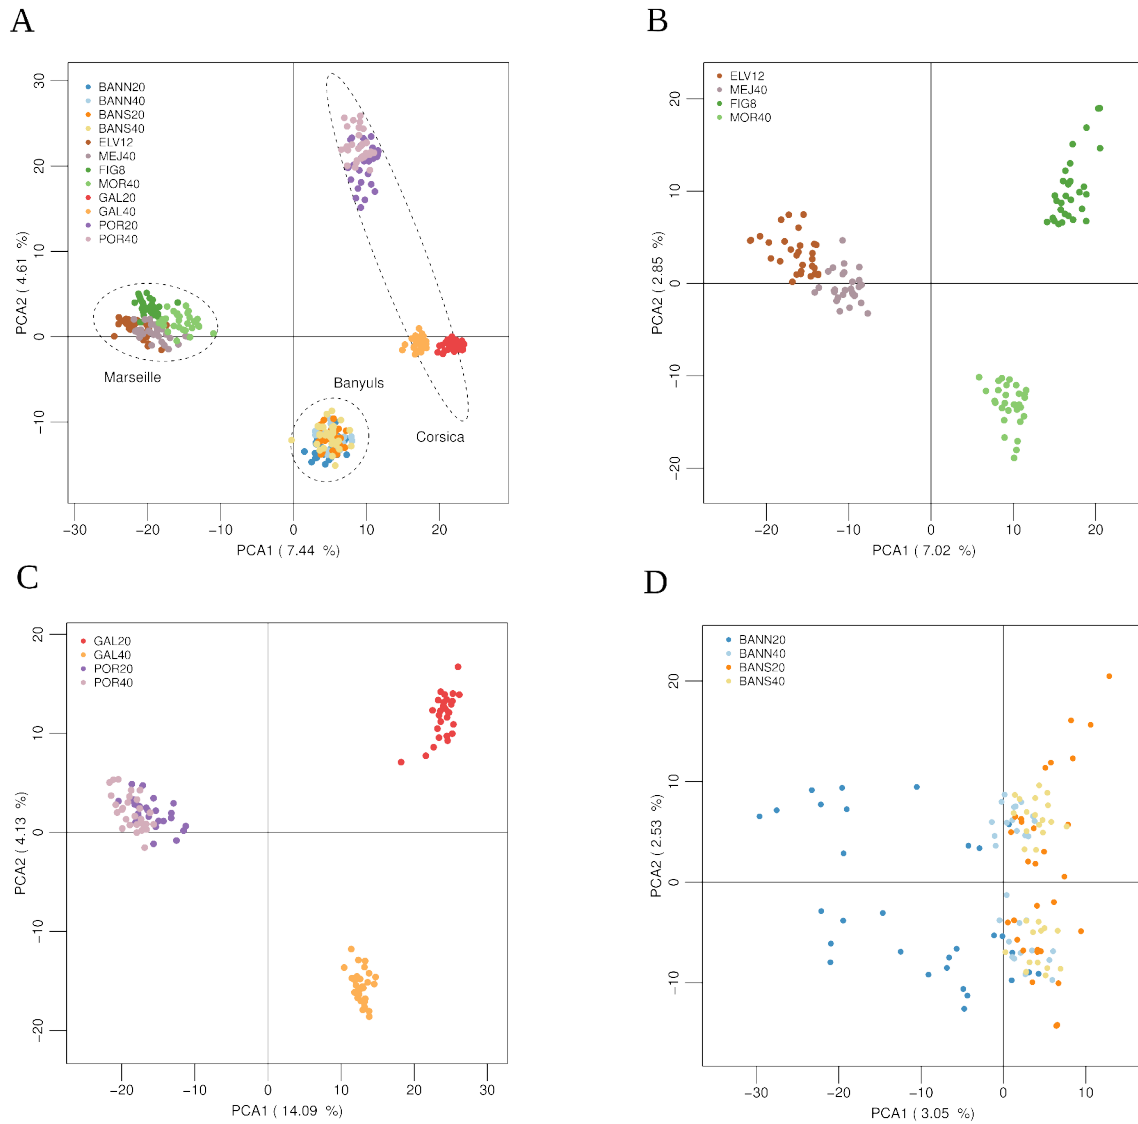 A
BANN20
BANN40
BANS20
BANS40
ELV12
MEJ40
FIG8
MOR40
GAL20
GAL40
POR20
POR40
Marseille
Banyuls
Corsica
30
20
10
0
−10
PCA2 ( 4.61 %)
−30 −20 −10 0 10 20
PCA1 ( 7.44 %)
B
ELV12
MEJ40
FIG8
MOR40
20
10
0
−10
−20
PCA2 ( 2.85 %)
−20 −10 0 10 20
PCA1 ( 7.02 %)
C
GAL20
GAL40
POR20
POR40
20
10
0
−10
−20
PCA2 ( 4.13 %)
−20 −10 0 10 20 30
PCA1 ( 14.09 %)
D
BANN20
BANN40
BANS20
BANS40
20
10
0
−10
PCA2 ( 2.53 %)
−30 −20 −10 0 10
PCA1 ( 3.05 %)